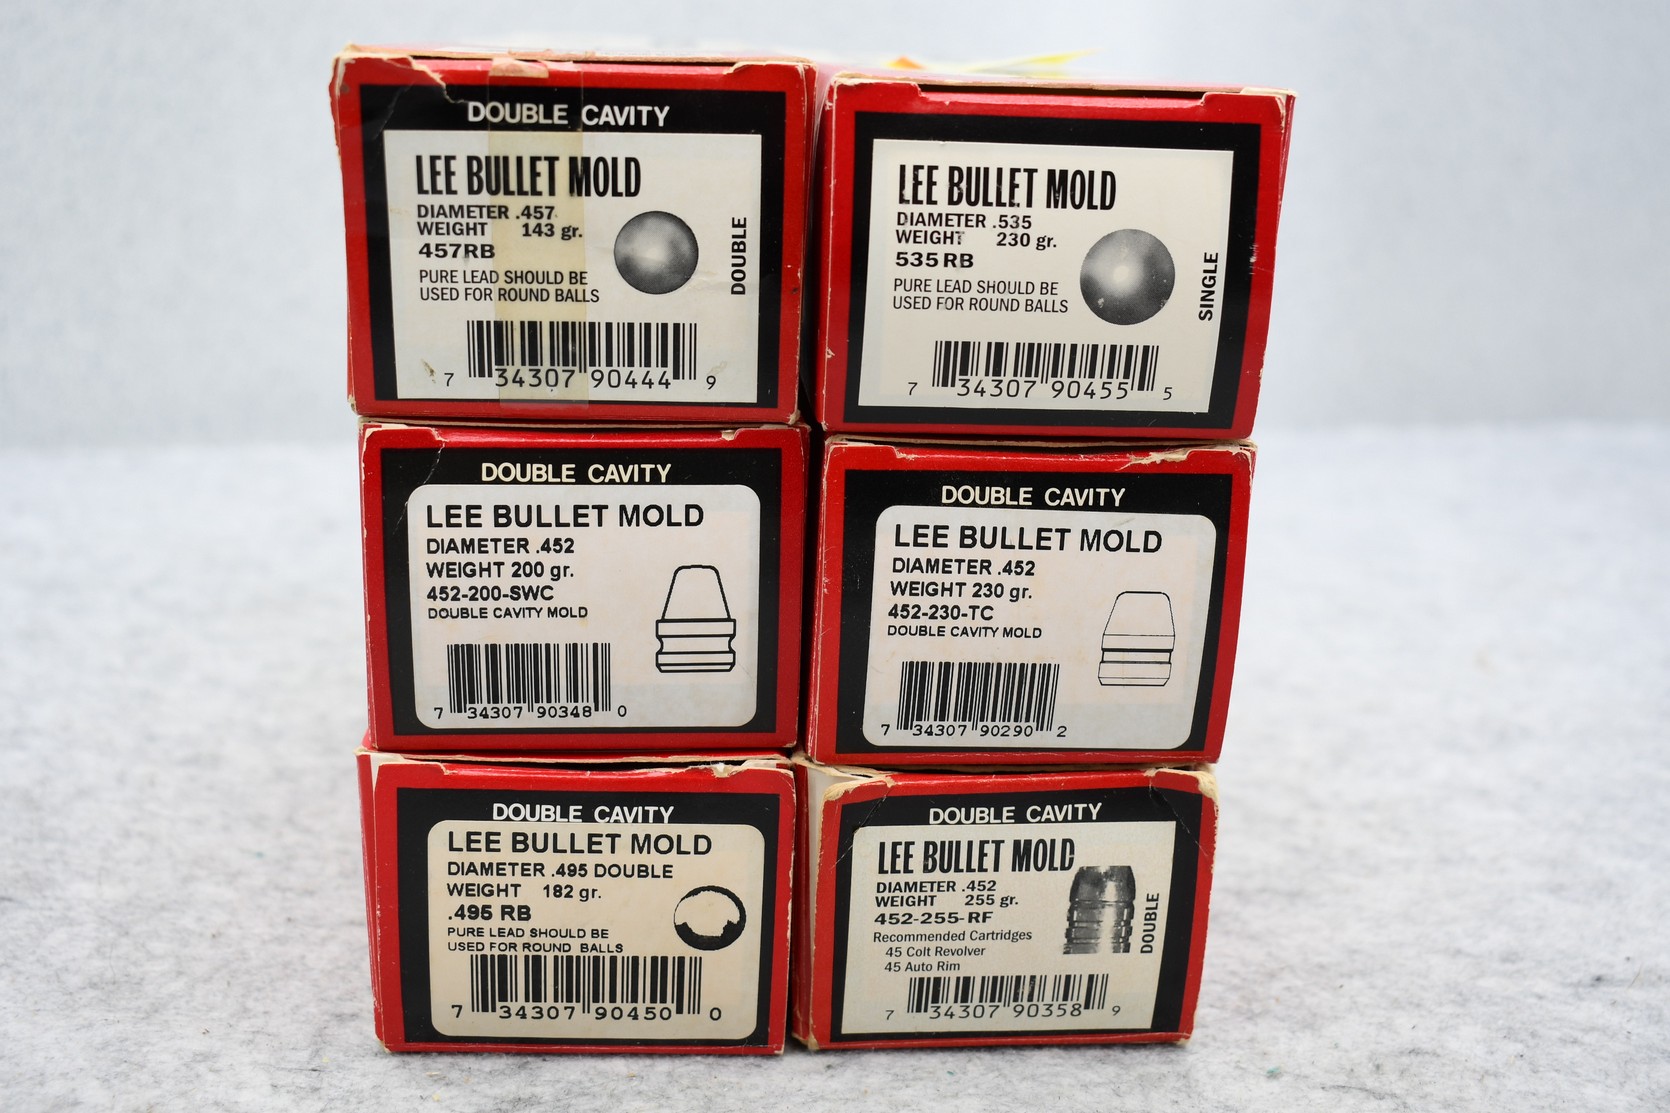 DOUBLE CAVITY
LEE BULLET MOLD
DIAMETER .457
WEIGHT 143 gr.
457RB
PURE LEAD SHOULD BE
USED FOR ROUND BALLS
DOUBLE
7 34307 90444 9
LEE BULLET MOLD
DIAMETER .535
WEIGHT 230 gr.
535RB
PURE LEAD SHOULD BE
USED FOR ROUND BALLS
SINGLE
7 34307 90455 5
DOUBLE CAVITY
LEE BULLET MOLD
DIAMETER .452
WEIGHT 200 gr.
452-200-SWC
DOUBLE CAVITY MOLD
7 34307 90348 0
DOUBLE CAVITY
LEE BULLET MOLD
DIAMETER .452
WEIGHT 230 gr.
452-230-TC
DOUBLE CAVITY MOLD
7 34307 90290 2
DOUBLE CAVITY
LEE BULLET MOLD
DIAMETER .495 DOUBLE
WEIGHT 182 gr.
.495 RB
PURE LEAD SHOULD BE
USED FOR ROUND BALLS
7 34307 90450 0
DOUBLE CAVITY
LEE BULLET MOLD
DIAMETER .452
WEIGHT 255 gr.
452-255-RF
Recommended Cartridges
45 Colt Revolver
45 Auto Rim
DOUBLE
7 34307 90358 9